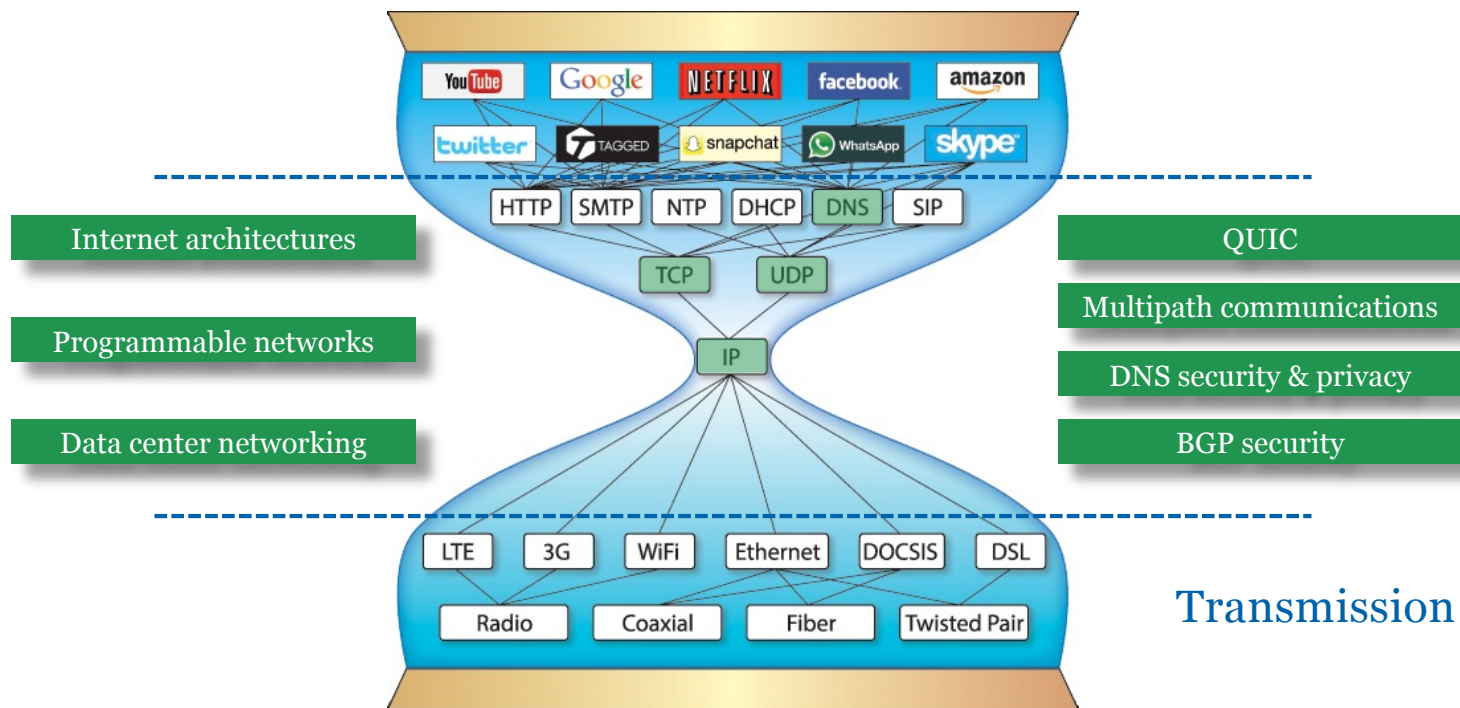 YouTube
Google
NETFLIX
facebook.
amazon
twitter
TAGGED
snapchat
WhatsApp
skype™
HTTP
SMTP
NTP
DHCP
DNS
SIP
Internet architectures
QUIC
TCP
UDP
Multipath communications
Programmable networks
IP
DNS security & privacy
Data center networking
BGP security
LTE
3G
WiFi
Ethernet
DOCSIS
DSL
Transmission
Radio
Coaxial
Fiber
Twisted Pair